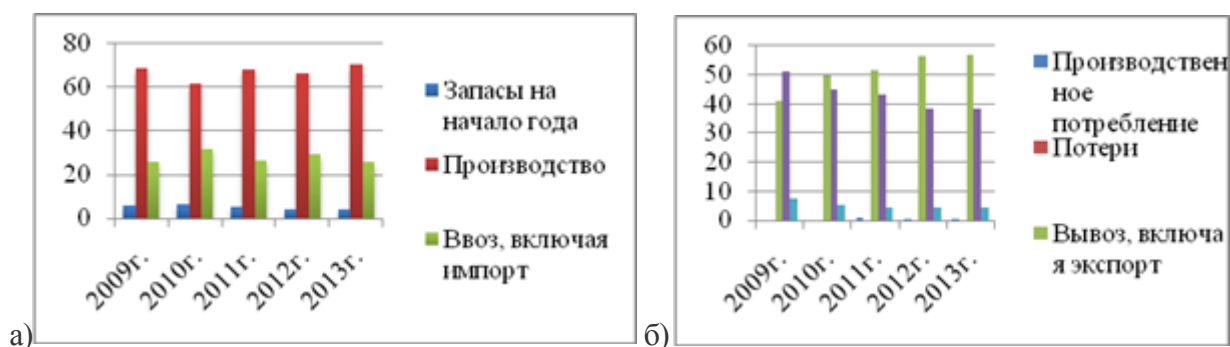 80
60
40
20
0
2009г.
2010г.
2011г.
2012г.
2013г.
Запасы на
начало года
Производство
Ввоз, включая
импорт
а)
60
50
40
30
20
10
0
2009г.
2010г.
2011г.
2012г.
2013г.
Производствен
ное
потребление
Потери
Вывоз, включа
я экспорт
б)